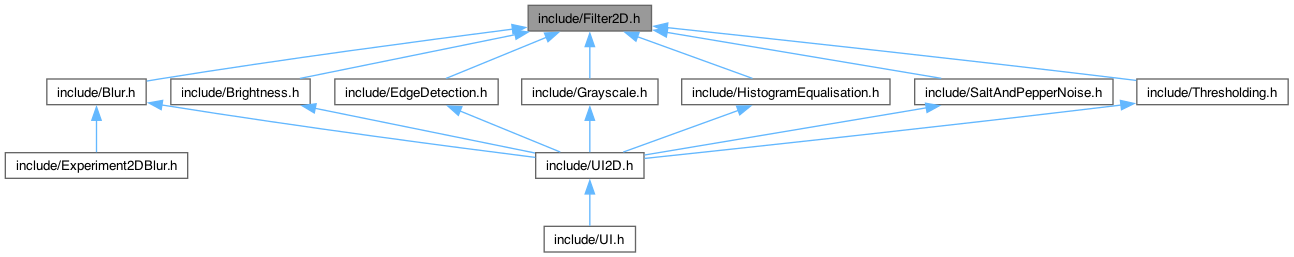 include/Filter2D.h
include/Blur.h
include/Brightness.h
include/EdgeDetection.h
include/Grayscale.h
include/HistogramEqualisation.h
include/SaltAndPepperNoise.h
include/Thresholding.h
include/Experiment2DBlur.h
include/UI2D.h
include/UI.h